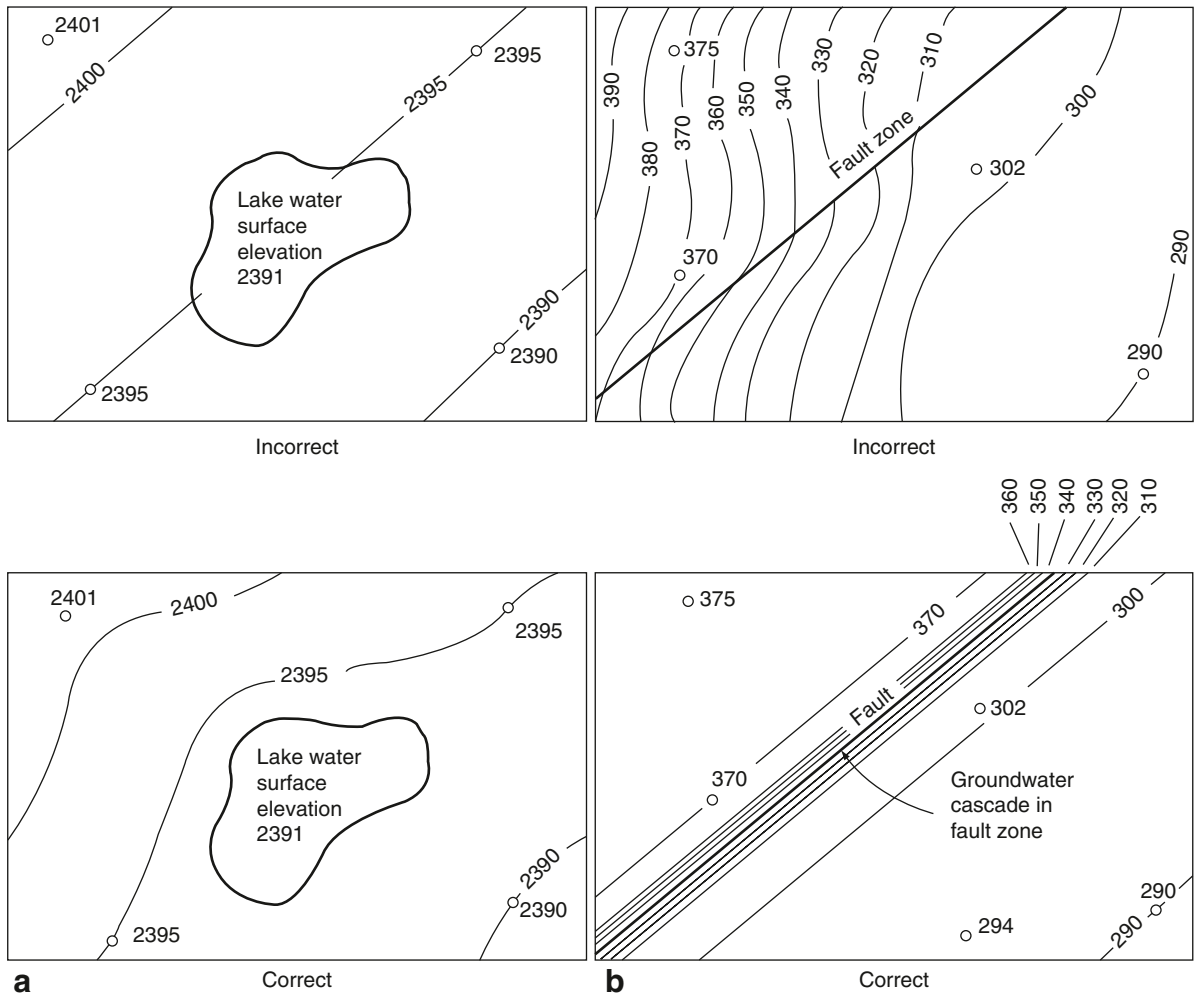 2401
2400
2395
2395
Lake water
surface
elevation
2391
2395
2390
2390
Incorrect
390
380
375
370
360
350
340
330
320
310
300
Fault zone
302
370
290
290
Incorrect
2401
2400
2395
2395
Lake water
surface
elevation
2391
2395
2390
2390
a
Correct
360
350
340
330
320
310
375
370
300
Fault
302
370
Groundwater
cascade in
fault zone
294
290
290
b
Correct